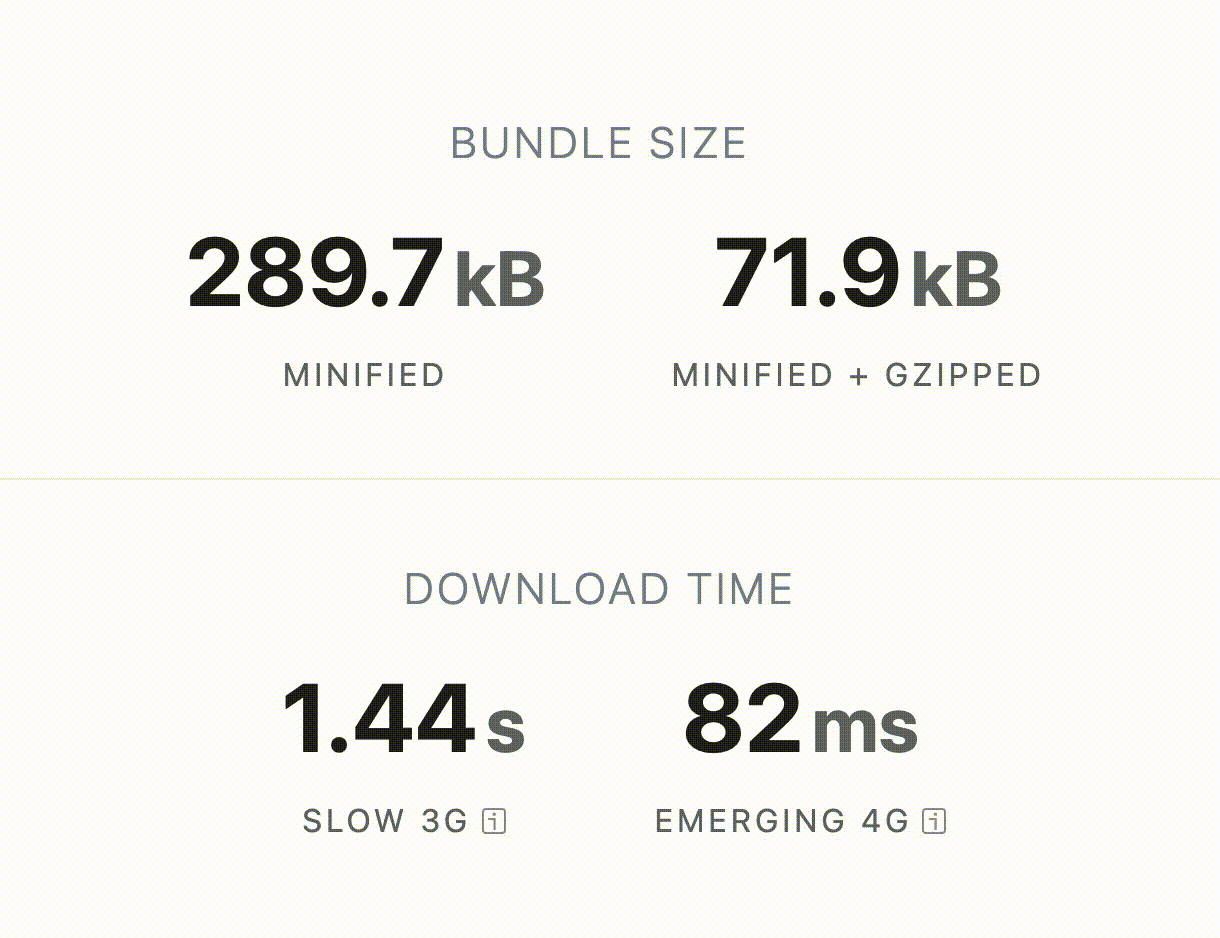 BUNDLE SIZE
289.7 kB 71.9 kB
MINIFIED MINIFIED + GZIPPED
DOWNLOAD TIME
1.44 s 82 ms
SLOW 3G i EMERGING 4G i